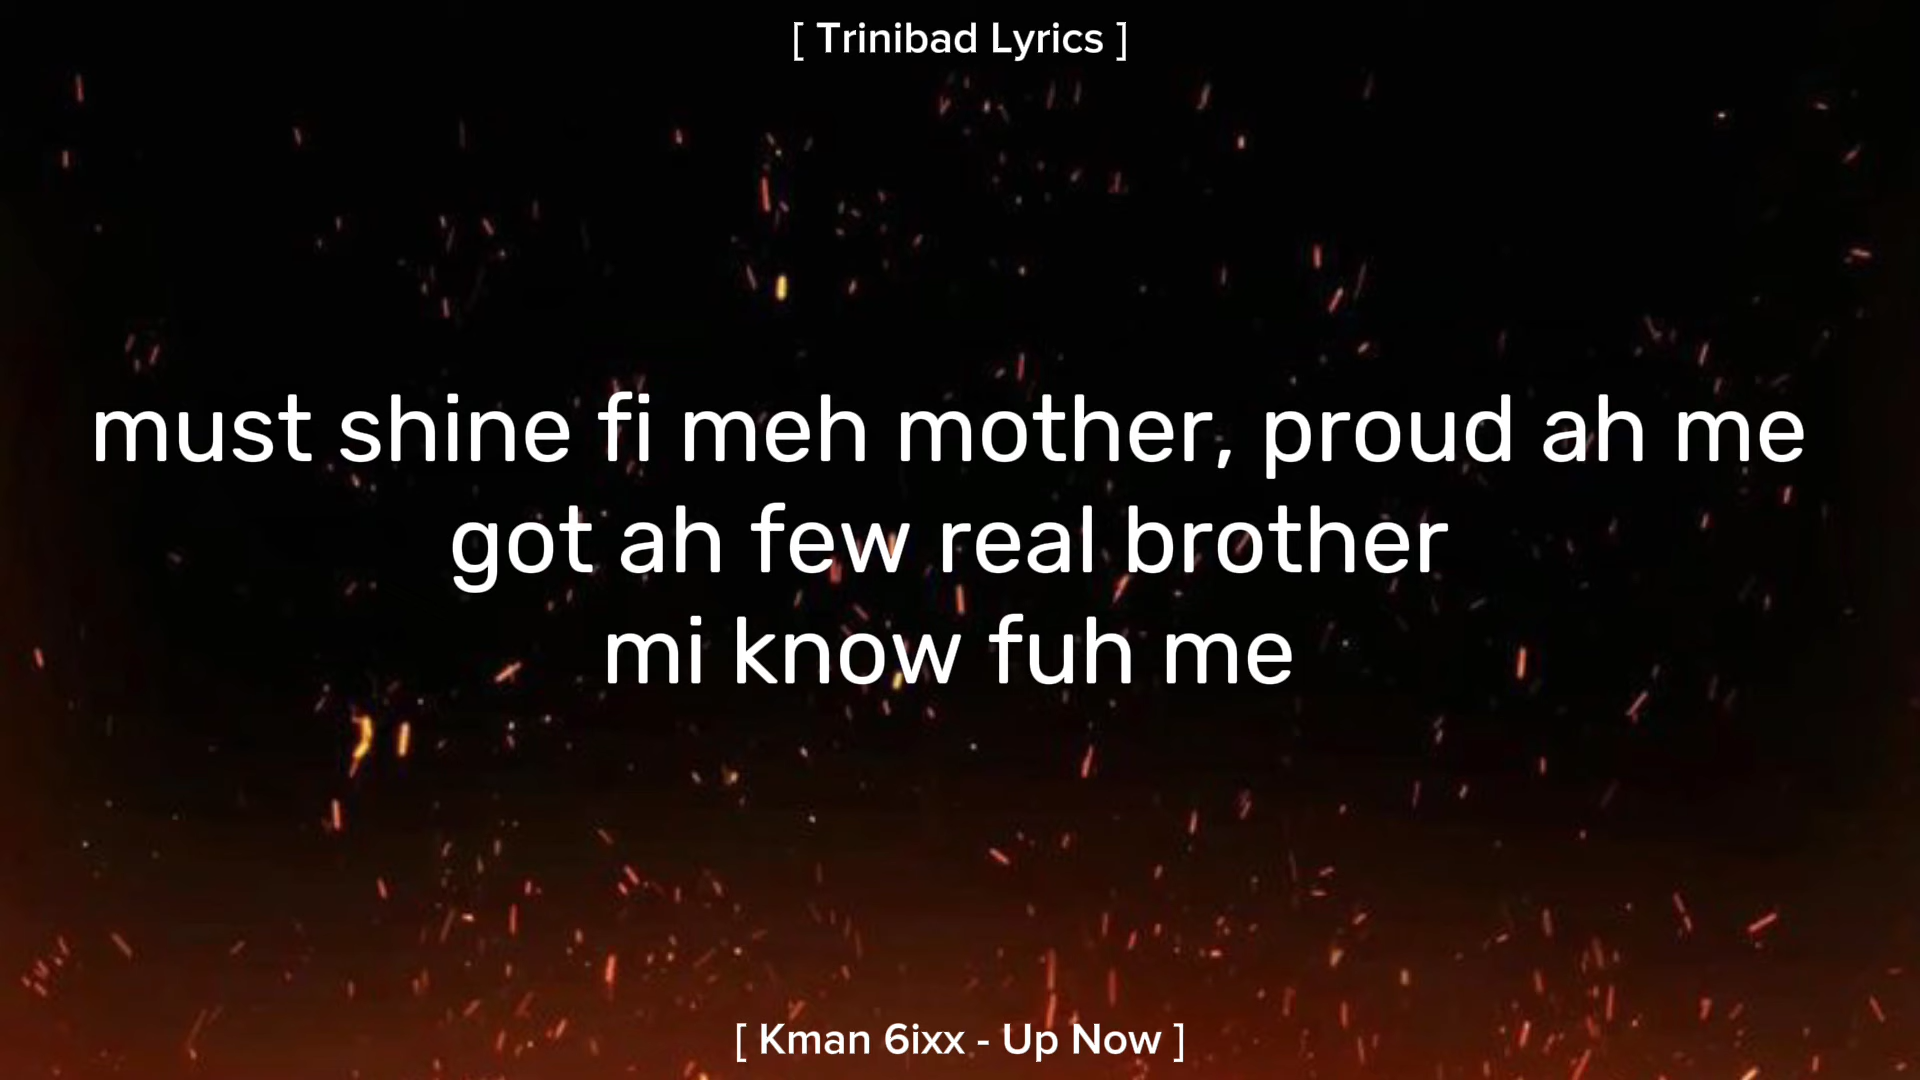 [ Trinibad Lyrics ]
must shine fi meh mother, proud ah me
got ah few real brother
mi know fuh me
[ Kman 6ixx - Up Now ]